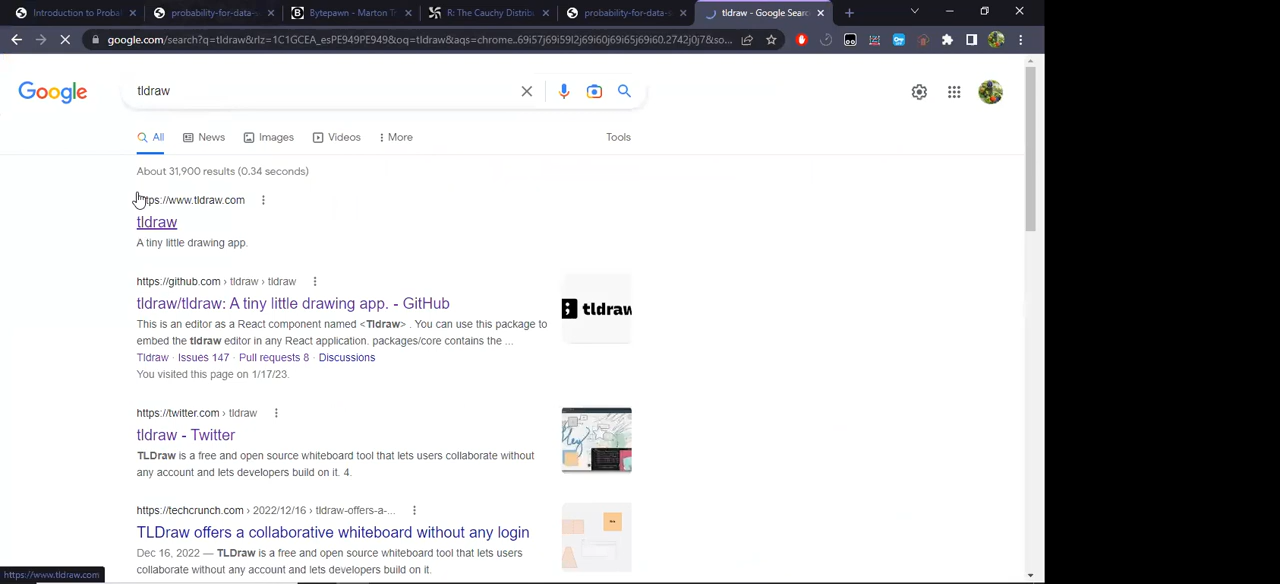 Introduction to Proba
probability-for-data-s
Bytepawn - Marton Tr
R: The Cauchy Distrib
probability-for-data-s
tldraw - Google Searc
google.com/search?q=tldraw&rlz=1C1GCEA_esPE949PE949&oq=tldraw&aqs=chrome..69i57j69i59l2j69i60j69i65j69i60.2742j0j7&so...
Google
tldraw
All
News
Images
Videos
More
Tools
About 31,900 results (0.34 seconds)
https://www.tldraw.com
tldraw
A tiny little drawing app.
https://github.com › tldraw › tldraw
tldraw/tldraw: A tiny little drawing app. - GitHub
This is an editor as a React component named <Tldraw> . You can use this package to
embed the tldraw editor in any React application. packages/core contains the ...
Tldraw · Issues 147 · Pull requests 8 · Discussions
You visited this page on 1/17/23.
tldraw
https://twitter.com › tldraw
tldraw - Twitter
TLDraw is a free and open source whiteboard tool that lets users collaborate without
any account and lets developers build on it. 4.
https://techcrunch.com › 2022/12/16 › tldraw-offers-a-...
TLDraw offers a collaborative whiteboard without any login
Dec 16, 2022 — TLDraw is a free and open source whiteboard tool that lets users
collaborate without any account and lets developers build on it.
https://www.tldraw.com